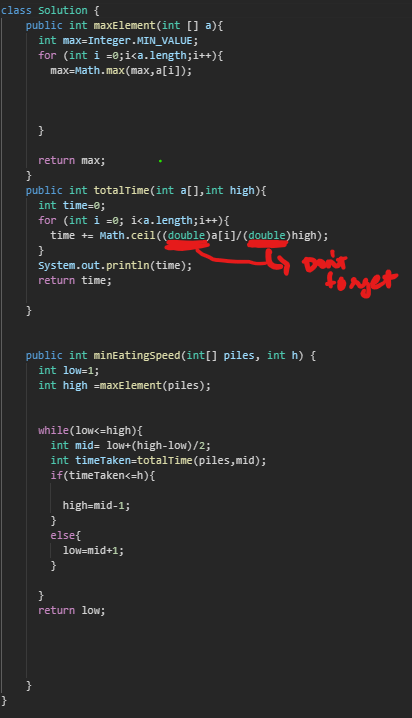 class Solution {
public int maxElement(int [] a){
int max=Integer.MIN_VALUE;
for (int i =0;i<a.length;i++){
max=Math.max(max,a[i]);
}
return max;
}
public int totalTime(int a[],int high){
int time=0;
for (int i =0; i<a.length;i++){
time += Math.ceil((double)a[i]/(double)high);
}
Don't
forget
System.out.println(time);
return time;
}
public int minEatingSpeed(int[] piles, int h) {
int low=1;
int high =maxElement(piles);
while(low<=high){
int mid= low+(high-low)/2;
int timeTaken=totalTime(piles,mid);
if(timeTaken<=h){
high=mid-1;
}
else{
low=mid+1;
}
}
return low;
}
}